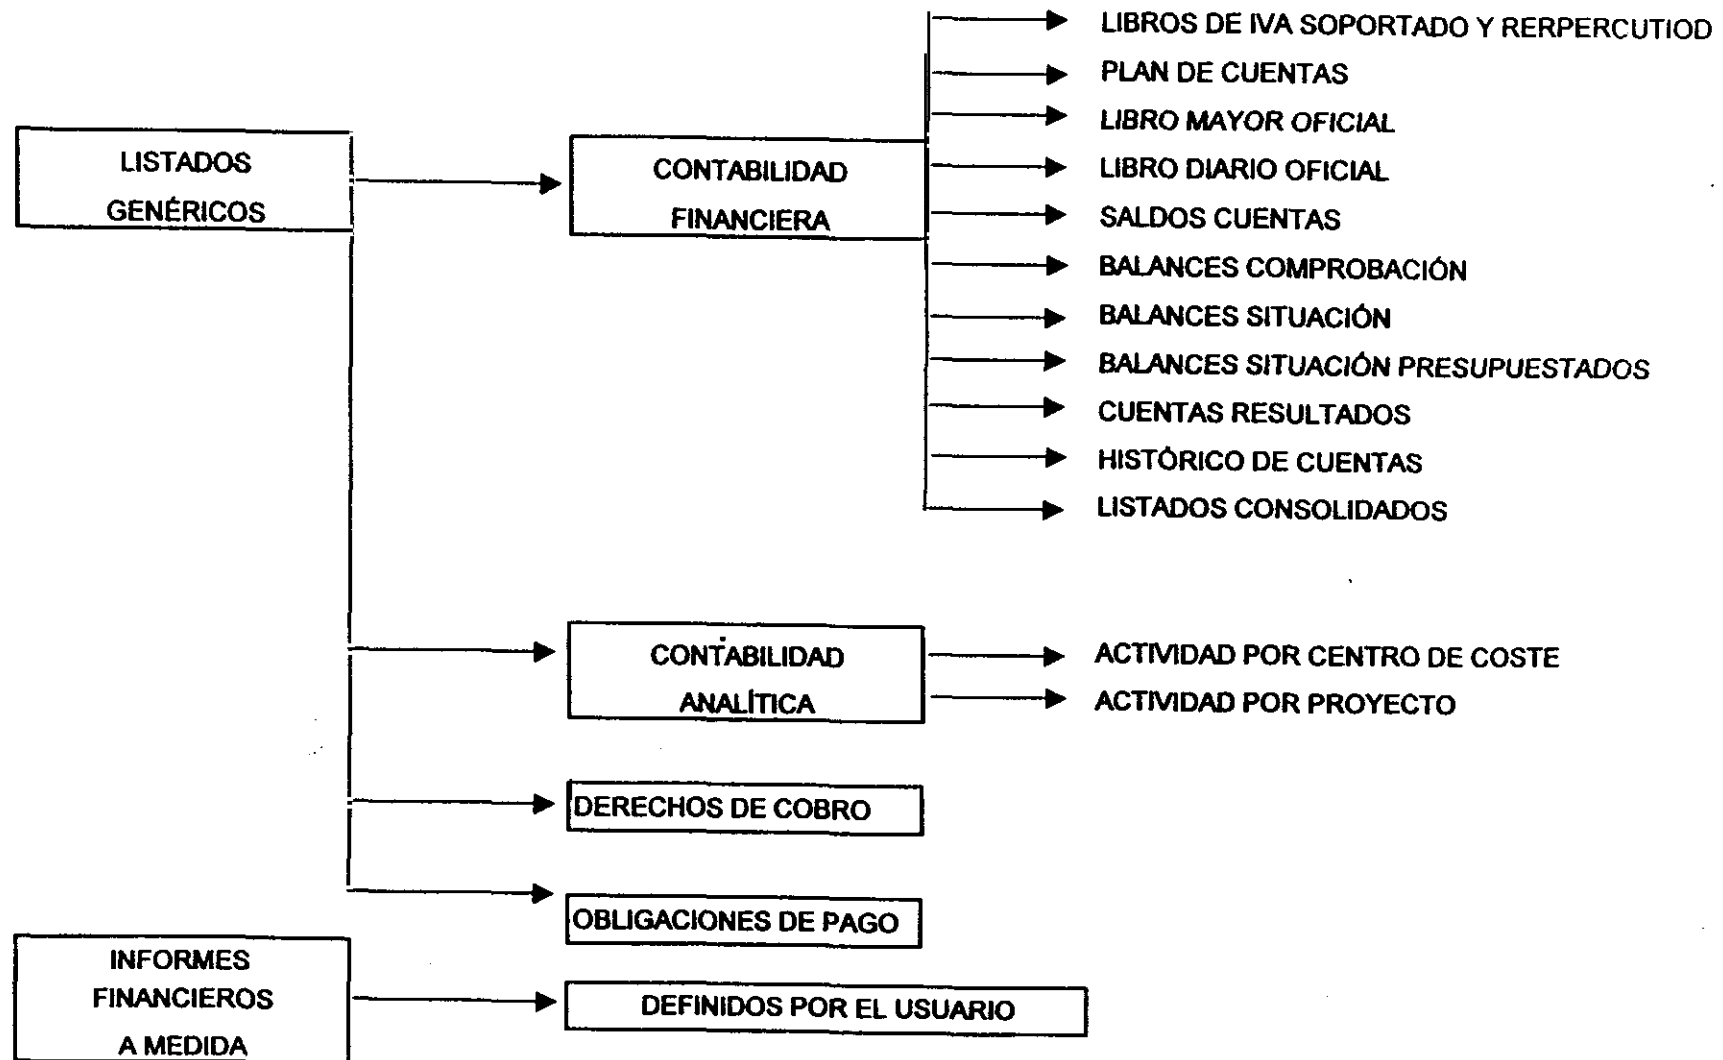 LISTADOS
GENÉRICOS
CONTABILIDAD
FINANCIERA
LIBROS DE IVA SOPORTADO Y RERPERCUTIOD
PLAN DE CUENTAS
LIBRO MAYOR OFICIAL
LIBRO DIARIO OFICIAL
SALDOS CUENTAS
BALANCES COMPROBACIÓN
BALANCES SITUACIÓN
BALANCES SITUACIÓN PRESUPUESTADOS
CUENTAS RESULTADOS
HISTÓRICO DE CUENTAS
LISTADOS CONSOLIDADOS
CONTABILIDAD
ANALÍTICA
ACTIVIDAD POR CENTRO DE COSTE
ACTIVIDAD POR PROYECTO
DERECHOS DE COBRO
OBLIGACIONES DE PAGO
INFORMES
FINANCIEROS
A MEDIDA
DEFINIDOS POR EL USUARIO